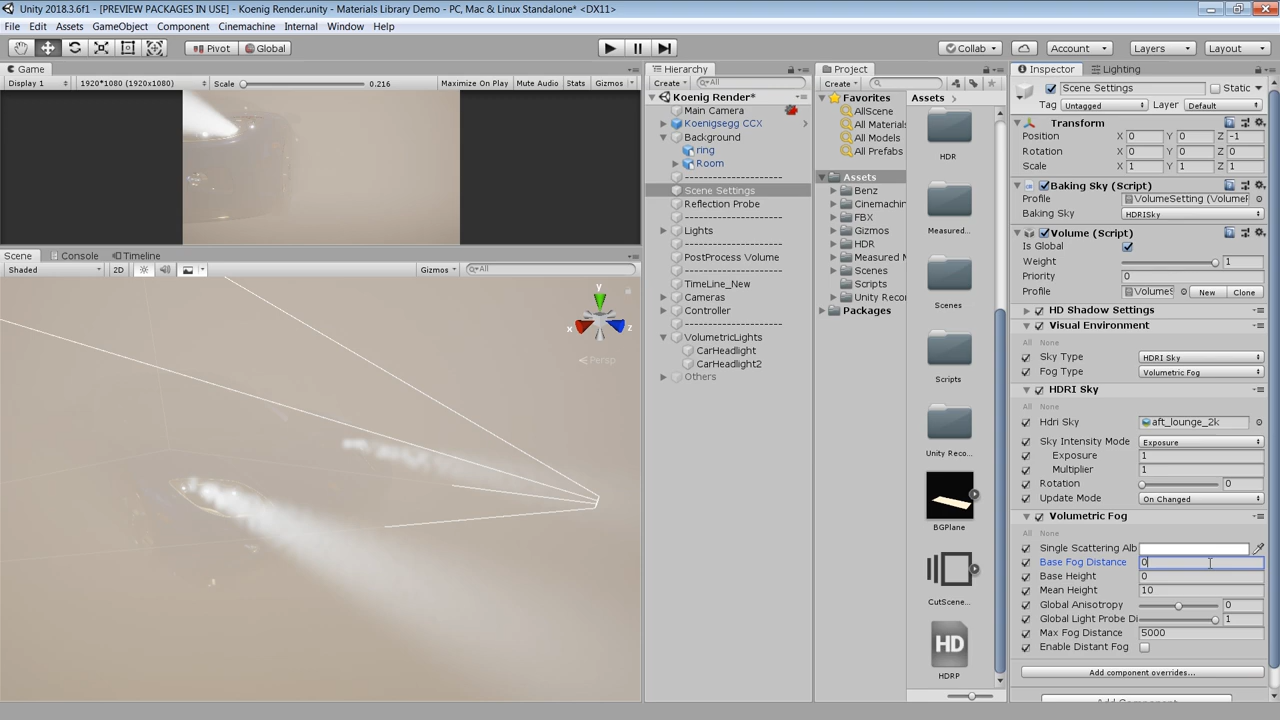 Unity 2018.3.6f1 - [PREVIEW PACKAGES IN USE] - Koenig Render.unity - Materials Library Demo - PC, Mac & Linux Standalone* <DX11>
File Edit Assets GameObject Component Cinemachine Internal Window Help
Pivot Global Collab Account Layers Layout
Game
Display 1 1920*1080 (1920x1080) Scale 0.216 Maximize On Play Mute Audio Stats Gizmos
Scene Console Timeline
Shaded 2D Gizmos All
y
x z
Persp
Hierarchy
Create All
Koenig Render*
Main Camera
Koenigsegg CCX
Background
ring
Room
--------------------
Scene Settings
Reflection Probe
--------------------
Lights
--------------------
PostProcess Volume
--------------------
TimeLine_New
Cameras
Controller
--------------------
VolumetricLights
CarHeadlight
CarHeadlight2
Others
Project
Create
Favorites
AllScene
All Materials
All Models
All Prefabs
Assets
Benz
Cinemachin
FBX
Gizmos
HDR
Measured M
Scenes
Scripts
Unity Reco
Packages
Assets
HDR
Measured...
Scenes
Scripts
Unity Reco...
BGPlane
CutScene...
HD
HDRP
Inspector Lighting
Scene Settings Static
Tag Untagged Layer Default
Transform
Position X 0 Y 0 Z -1
Rotation X 0 Y 0 Z 0
Scale X 1 Y 1 Z 1
Baking Sky (Script)
Profile VolumeSetting (Volume
Baking Sky HDRISky
Volume (Script)
Is Global
Weight 1
Priority 0
Profile VolumeS New Clone
HD Shadow Settings
Visual Environment
All None
Sky Type HDRI Sky
Fog Type Volumetric Fog
HDRI Sky
All None
Hdri Sky aft_lounge_2k
Sky Intensity Mode Exposure
Exposure 1
Multiplier 1
Rotation 0
Update Mode On Changed
Volumetric Fog
All None
Single Scattering Alb
Base Fog Distance 0
Base Height 0
Mean Height 10
Global Anisotropy 0
Global Light Probe Di 1
Max Fog Distance 5000
Enable Distant Fog
Add component overrides...